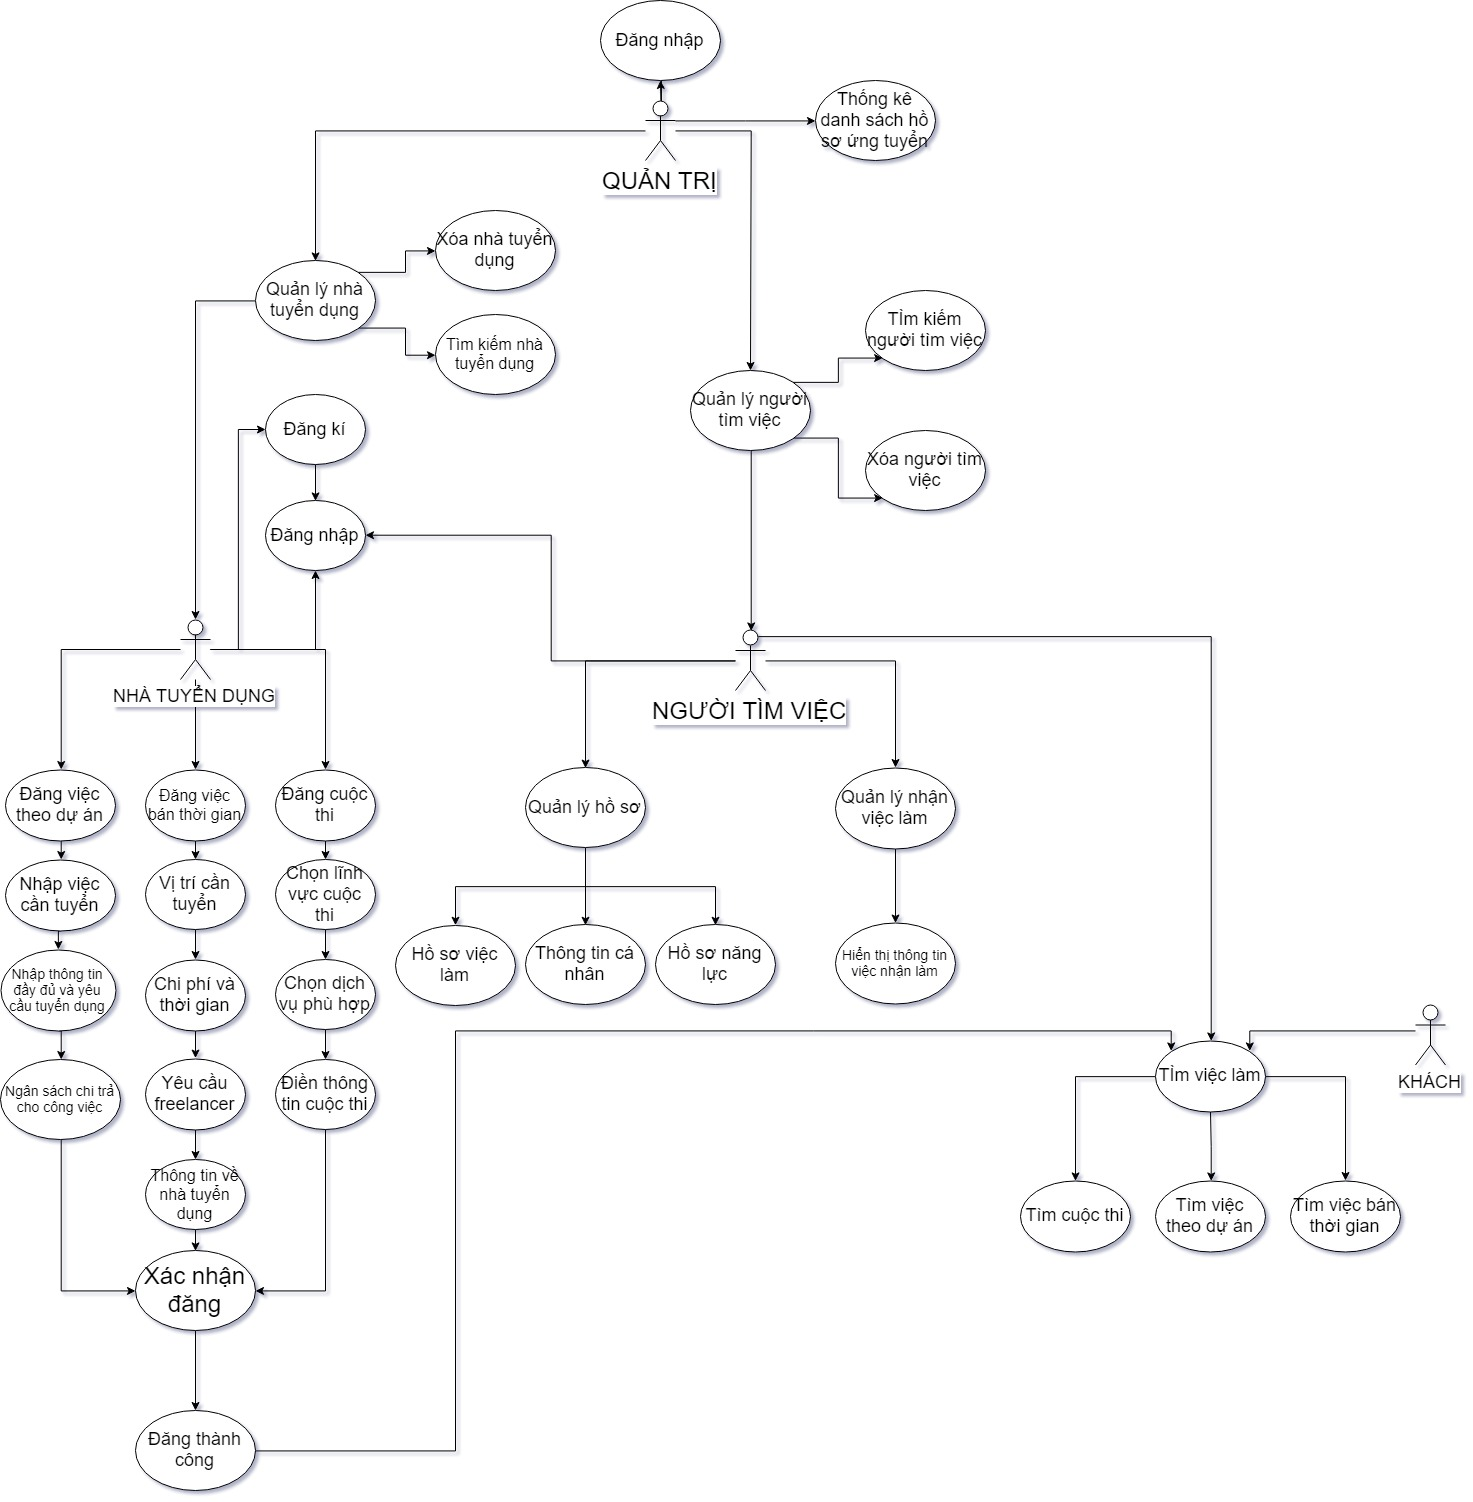 Đăng nhập
Thống kê
danh sách hồ
sơ ứng tuyển
QUẢN TRỊ
Xóa nhà tuyển
dụng
Quản lý nhà
tuyển dụng
Tìm kiếm nhà
tuyển dụng
TÌm kiếm
người tìm việc
Quản lý người
tìm việc
Xóa người tìm
việc
Đăng kí
Đăng nhập
NHÀ TUYỂN DỤNG
NGƯỜI TÌM VIỆC
Đăng việc
theo dự án
Đăng việc
bán thời gian
Đăng cuộc
thi
Quản lý hồ sơ
Quản lý nhận
việc làm
Nhập việc
cần tuyển
Vị trí cần
tuyển
Chọn lĩnh
vực cuộc
thi
Hồ sơ việc
làm
Thông tin cá
nhân
Hồ sơ năng
lực
Hiển thị thông tin
việc nhận làm
Nhập thông tin
đầy đủ và yêu
cầu tuyển dụng
Chi phí và
thời gian
Chọn dịch
vụ phù hợp
KHÁCH
TÌm việc làm
Ngân sách chi trả
cho công việc
Yêu cầu
freelancer
Điền thông
tin cuộc thi
Thông tin về
nhà tuyển
dụng
Tìm cuộc thi
Tìm việc
theo dự án
Tìm việc bán
thời gian
Xác nhận
đăng
Đăng thành
công